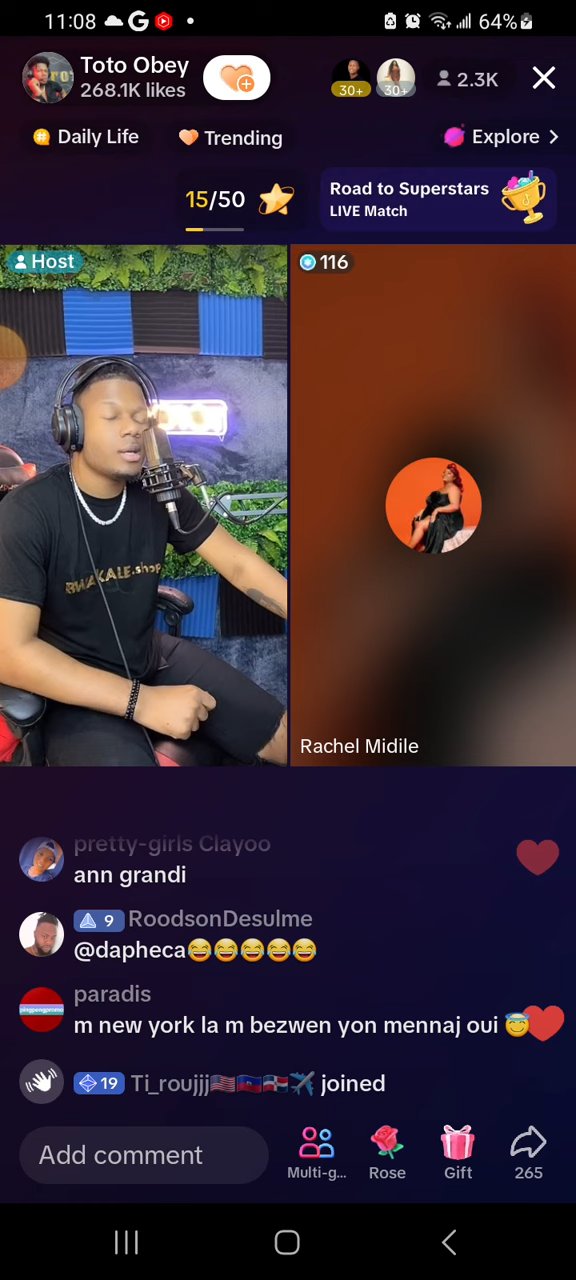 11:08
64%
Toto Obey
268.1K likes
30+
30+
2.3K
Daily Life
Trending
Explore
15/50
Road to Superstars
LIVE Match
Host
116
Rachel Midile
pretty-girls Clayoo
ann grandi
9 RoodsonDesulme
@dapheca😂😂😂😂😂
paradis
m new york la m bezwen yon mennaj oui 😇
19 Ti_roujjj🇺🇸🇭🇹🇩🇴✈️ joined
Add comment
Multi-g...
Rose
Gift
265